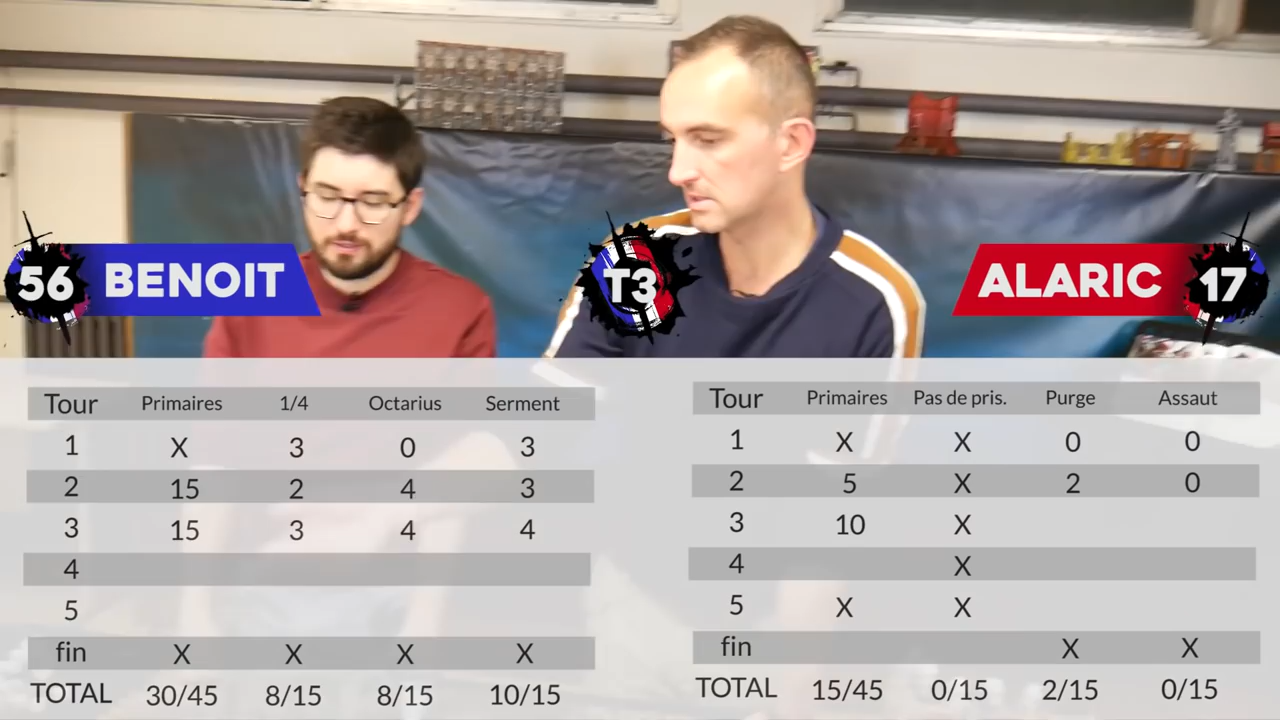 56 BENOIT T3 ALARIC 17
Tour Primaires 1/4 Octarius Serment
1 X 3 0 3
2 15 2 4 3
3 15 3 4 4
4
5
fin X X X X
TOTAL 30/45 8/15 8/15 10/15
Tour Primaires Pas de pris. Purge Assaut
1 X X 0 0
2 5 X 2 0
3 10 X
4 X
5 X X
fin X X
TOTAL 15/45 0/15 2/15 0/15